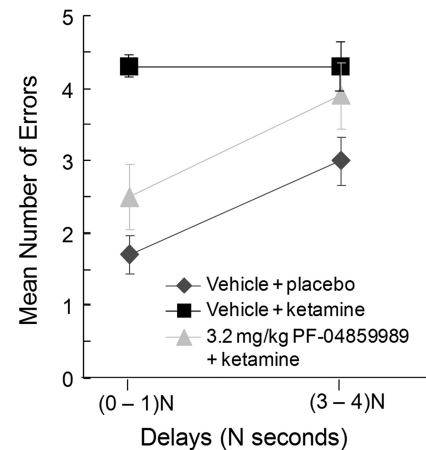 5
4
3
2
1
0
Mean Number of Errors
Vehicle + placebo
Vehicle + ketamine
3.2 mg/kg PF-04859989
+ ketamine
(0 – 1)N
(3 – 4)N
Delays (N seconds)